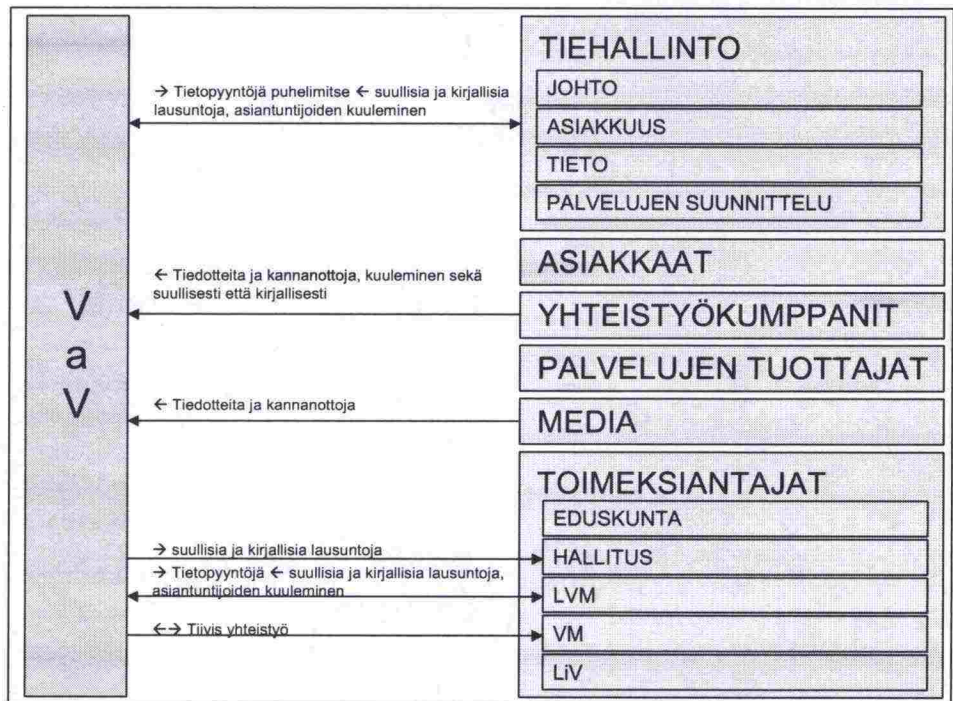 V
a
V
→ Tietopyyntöjä puhelimitse ← suullisia ja kirjallisia
lausuntoja, asiantuntijoiden kuuleminen
← Tiedotteita ja kannanottoja, kuuleminen sekä
suullisesti että kirjallisesti
← Tiedotteita ja kannanottoja
→ suullisia ja kirjallisia lausuntoja
→ Tietopyyntöjä ← suullisia ja kirjallisia lausuntoja,
asiantuntijoiden kuuleminen
←→ Tiivis yhteistyö
TIEHALLINTO
JOHTO
ASIAKKUUS
TIETO
PALVELUJEN SUUNNITTELU
ASIAKKAAT
YHTEISTYÖKUMPPANIT
PALVELUJEN TUOTTAJAT
MEDIA
TOIMEKSIANTAJAT
EDUSKUNTA
HALLITUS
LVM
VM
LiV